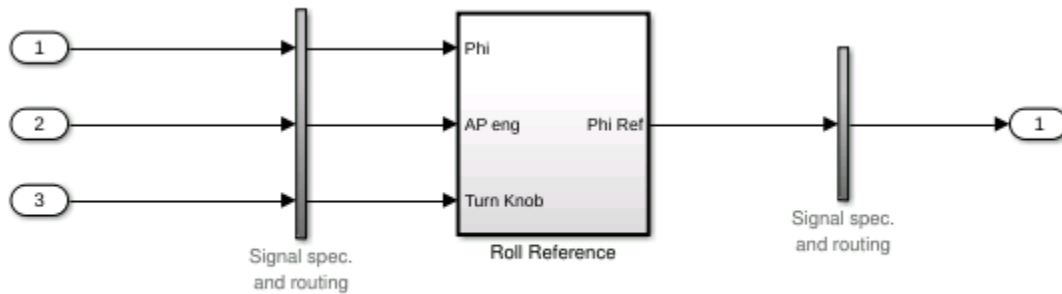 1
Phi
2
AP eng
Phi Ref
1
3
Turn Knob
Signal spec.
and routing
Roll Reference
Signal spec.
and routing